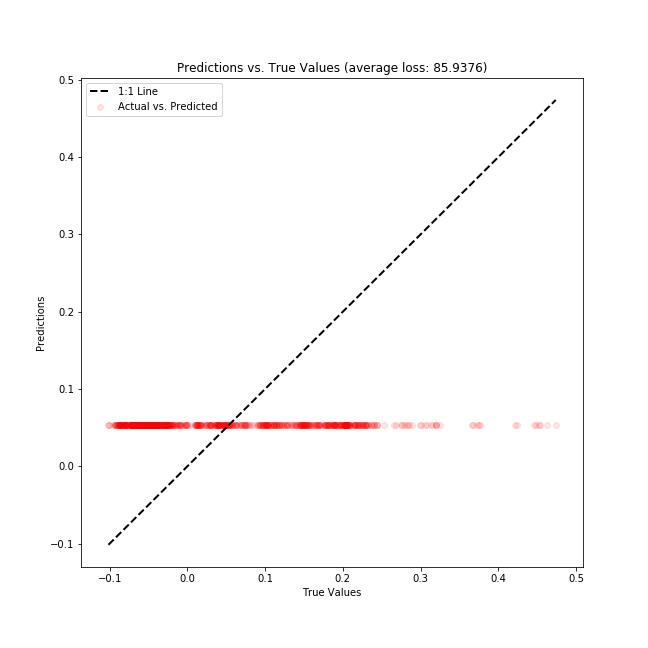 Predictions vs. True Values (average loss: 85.9376)
1:1 Line
Actual vs. Predicted
Predictions
0.5
0.4
0.3
0.2
0.1
0.0
−0.1
−0.1 0.0 0.1 0.2 0.3 0.4 0.5
True Values